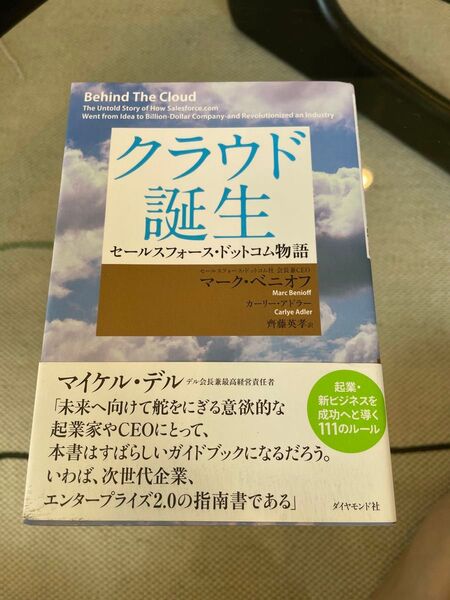 Behind The Cloud
The Untold Story of How Salesforce.com
Went from Idea to Billion-Dollar Company-and Revolutionized an Industry
クラウド
誕生
セールスフォース・ドットコム物語
セールスフォース・ドットコム社 会長兼CEO
マーク・ベニオフ
Marc Benioff
カーリー・アドラー
Carlye Adler
齊藤英孝 訳
マイケル・デル デル会長兼最高経営責任者
「未来へ向けて舵をにぎる意欲的な
起業家やCEOにとって、
本書はすばらしいガイドブックになるだろう。
いわば、次世代企業、
エンタープライズ2.0の指南書である」
起業・
新ビジネスを
成功へと導く
111のルール
ダイヤモンド社